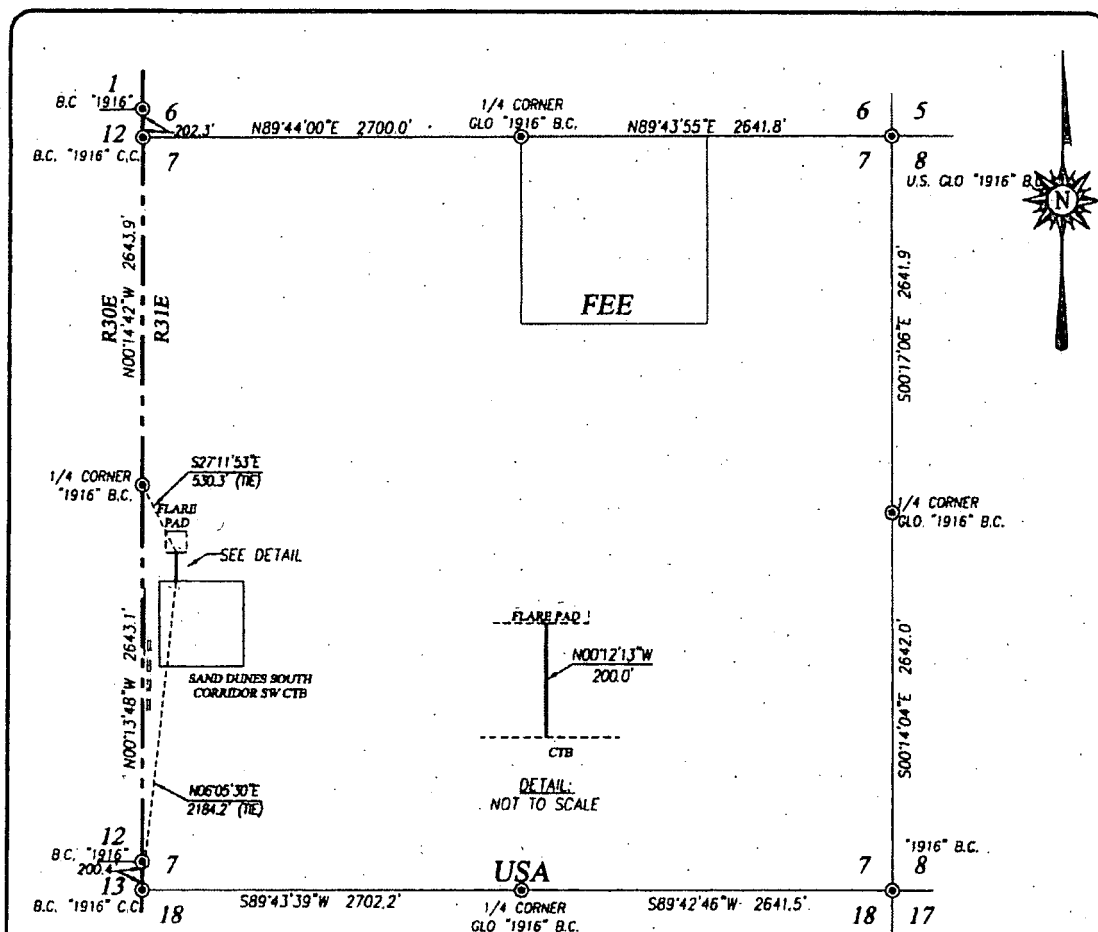 1
B.C "1916"
6
202.3'
12
B.C. "1916" C.C.
7
N89°44'00"E 2700.0'
1/4 CORNER
GLO "1916" B.C.
N89°43'55"E 2641.8'
6
5
7
8
U.S. GLO "1916"
N
N00°14'42"W 2643.9'
R30E
R31E
FEE
S00°17'06"E 2641.9'
1/4 CORNER
"1916" B.C.
S27°11'53"E
530.3' (TIE)
FLARE
PAD
SEE DETAIL
1/4 CORNER
GLO. "1916" B.C.
N00°13'48"W 2643.1'
SAND DUNES SOUTH
CORRIDOR SW CTB
FLARE PAD
N00°12'13"W
200.0'
CTB
DETAIL:
NOT TO SCALE
S00°14'04"E 2642.0'
N06°05'30"E
2184.2' (TIE)
12
B.C. "1916"
7
200.4'
13
B.C. "1916" C.C.
18
S89°43'39"W 2702.2'
USA
1/4 CORNER
GLO "1916" B.C.
S89°42'46"W 2641.5'
7
8
"1916" B.C.
18
17